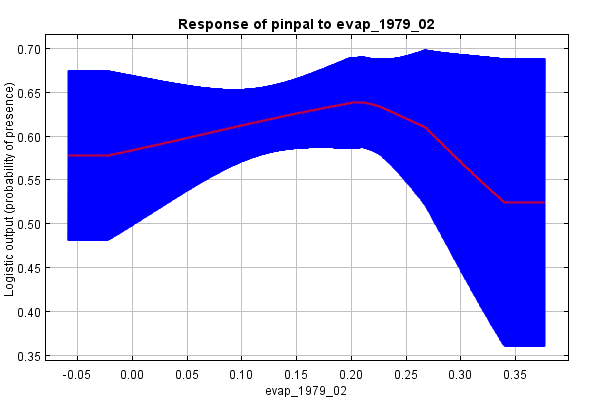 Response of pinpal to evap_1979_02
Logistic output (probability of presence)
0.70
0.65
0.60
0.55
0.50
0.45
0.40
0.35
-0.05 0.00 0.05 0.10 0.15 0.20 0.25 0.30 0.35
evap_1979_02